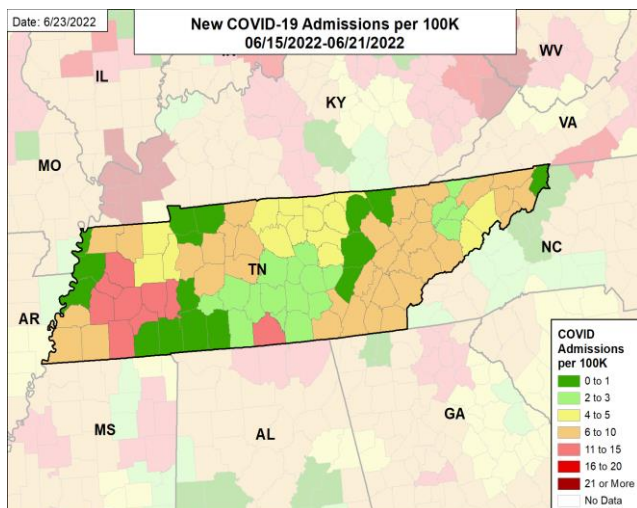 Date: 6/23/2022
New COVID-19 Admissions per 100K
06/15/2022-06/21/2022
WV
IL
KY
VA
MO
TN
NC
AR
MS
AL
GA
COVID
Admissions
per 100K
0 to 1
2 to 3
4 to 5
6 to 10
11 to 15
16 to 20
21 or More
No Data